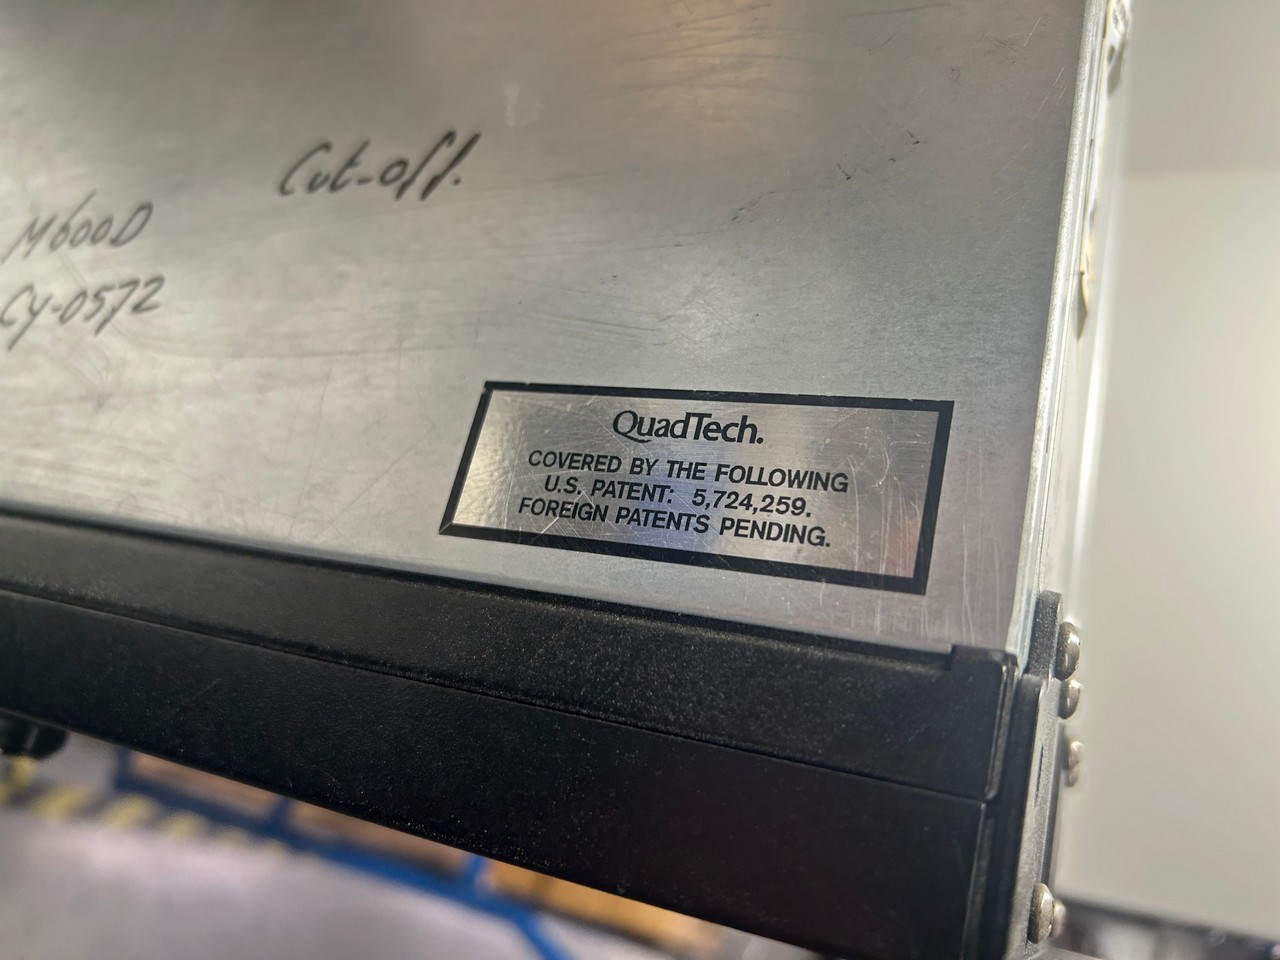 Cut-off.
M600D
CY-0572
QuadTech.
COVERED BY THE FOLLOWING
U.S. PATENT: 5,724,259.
FOREIGN PATENTS PENDING.